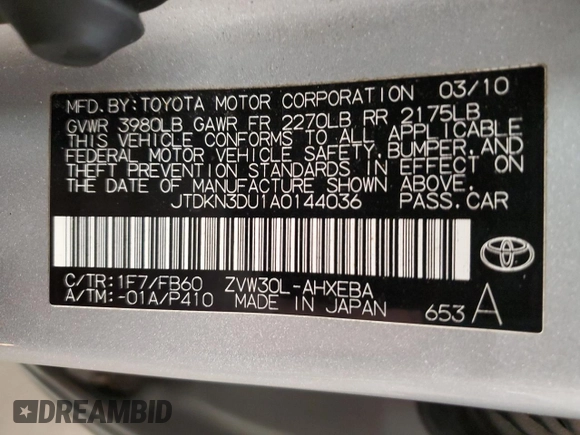 MFD. BY: TOYOTA MOTOR CORPORATION 03/10
GVWR 3980LB GAWR FR 2270LB RR 2175LB
THIS VEHICLE CONFORMS TO ALL APPLICABLE
FEDERAL MOTOR VEHICLE SAFETY, BUMPER, AND
THEFT PREVENTION STANDARDS IN EFFECT ON
THE DATE OF MANUFACTURE SHOWN ABOVE.
JTDKN3DU1A0144036 PASS.CAR
C/TR: 1F7/FB60 ZVW30L-AHXEBA
A/TM: -01A/P410 MADE IN JAPAN 653 A
DREAMBID